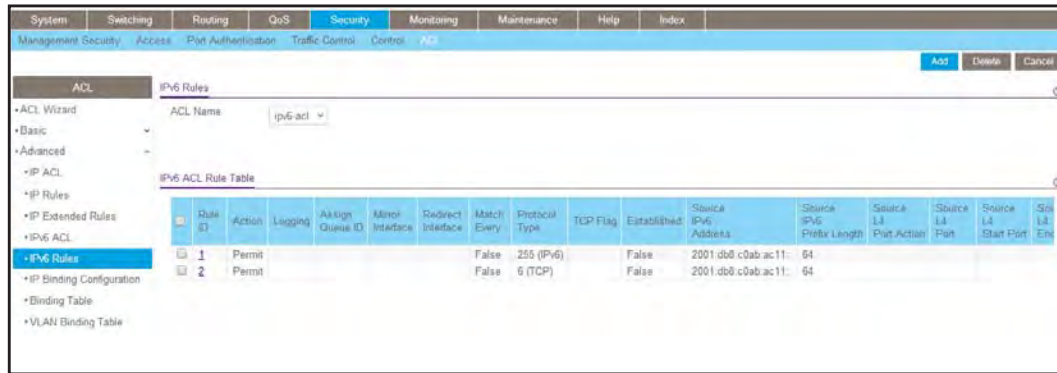 System Switching Routing QoS Security Monitoring Maintenance Help Index
Management Security Access Port Authentication Traffic Control Control ACL
Add Delete Cancel
ACL
IPv6 Rules
• ACL Wizard
ACL Name ipv6-acl
• Basic
• Advanced
• IP ACL
IPv6 ACL Rule Table
• IP Rules
• IP Extended Rules
• IPv6 ACL
• IPv6 Rules
• IP Binding Configuration
• Binding Table
• VLAN Binding Table
Rule ID Action Logging Assign Queue ID Mirror Interface Redirect Interface Match Every Protocol Type TCP Flag Established Source IPv6 Address Source IPv6 Prefix Length Source L4 Port Action Source L4 Port Source L4 Start Port
1 Permit False 255 (IPv6) False 2001:db8:c0ab:ac11: 64
2 Permit False 6 (TCP) False 2001:db8:c0ab:ac11: 64